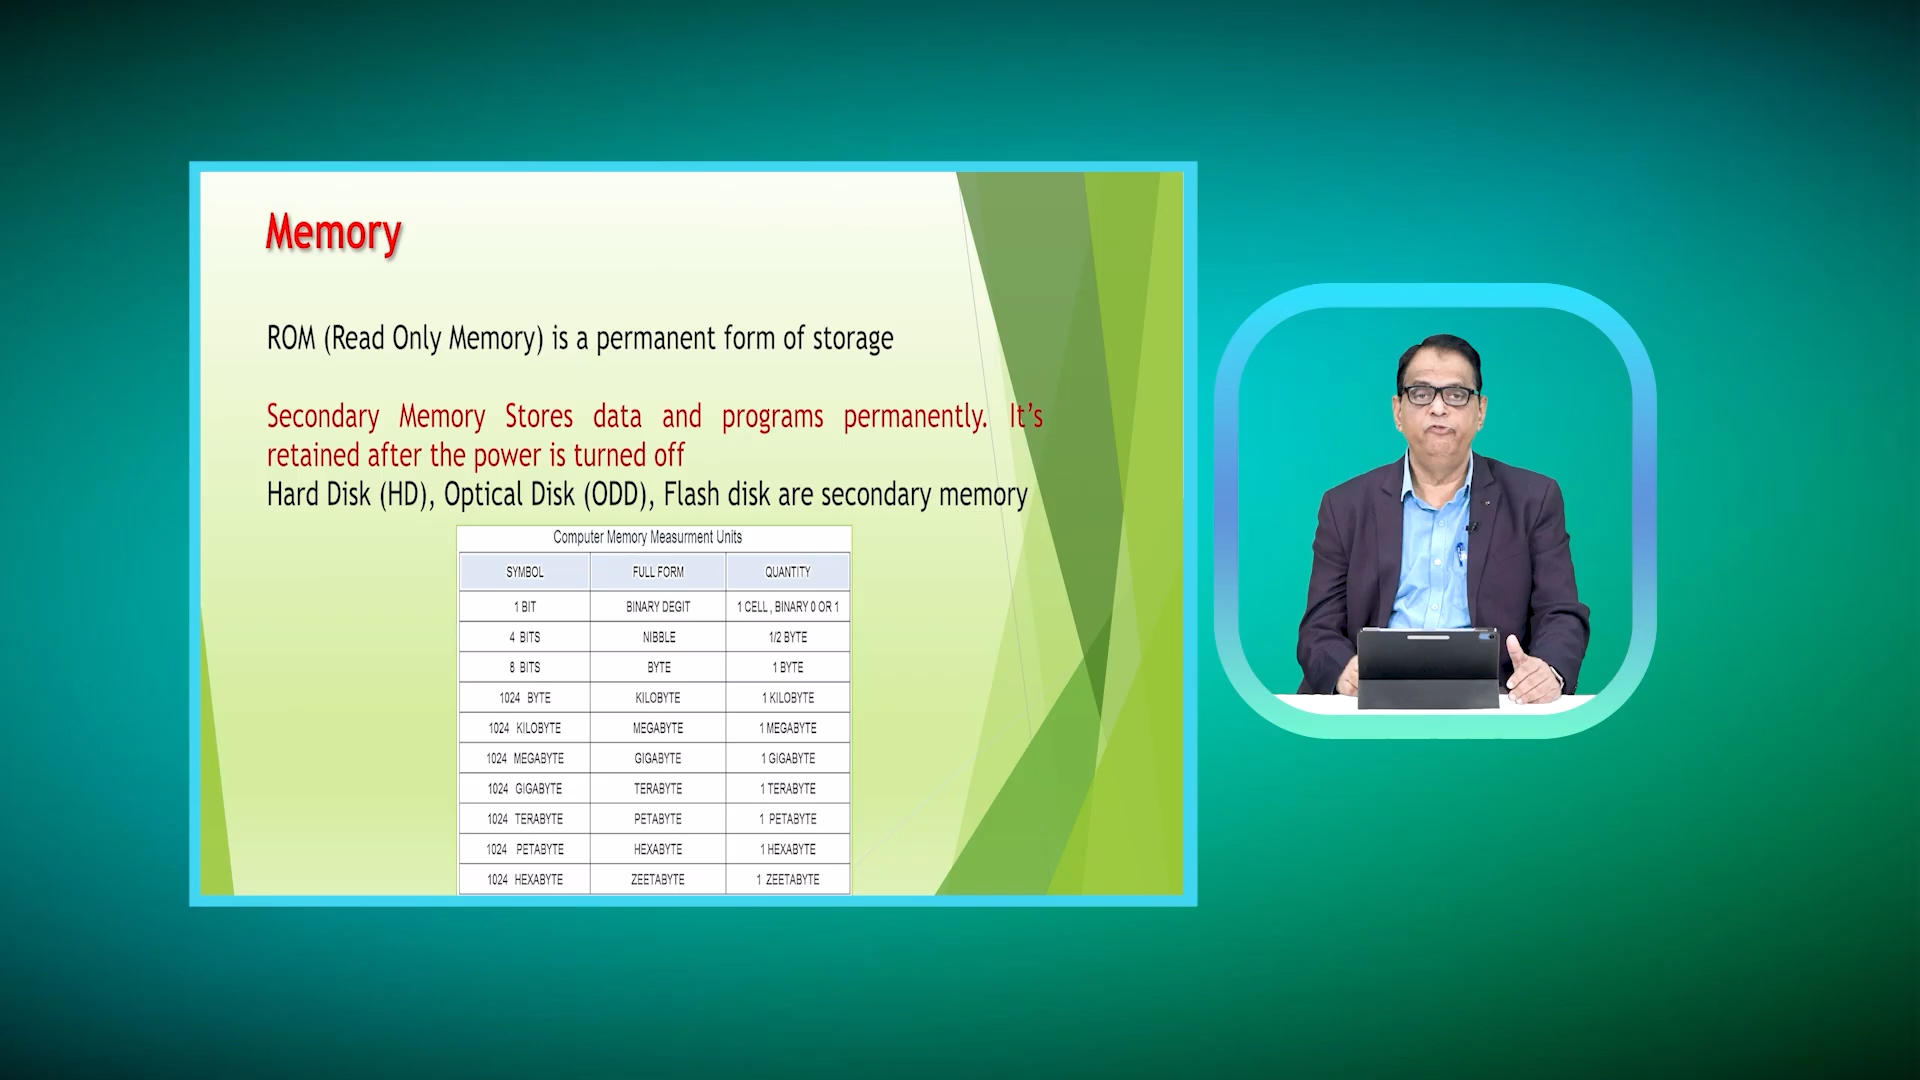 Memory
ROM (Read Only Memory) is a permanent form of storage
Secondary Memory Stores data and programs permanently. It's
retained after the power is turned off
Hard Disk (HD), Optical Disk (ODD), Flash disk are secondary memory
Computer Memory Measurment Units
SYMBOL FULL FORM QUANTITY
1 BIT BINARY DEGIT 1 CELL , BINARY 0 OR 1
4 BITS NIBBLE 1/2 BYTE
8 BITS BYTE 1 BYTE
1024 BYTE KILOBYTE 1 KILOBYTE
1024 KILOBYTE MEGABYTE 1 MEGABYTE
1024 MEGABYTE GIGABYTE 1 GIGABYTE
1024 GIGABYTE TERABYTE 1 TERABYTE
1024 TERABYTE PETABYTE 1 PETABYTE
1024 PETABYTE HEXABYTE 1 HEXABYTE
1024 HEXABYTE ZEETABYTE 1 ZEETABYTE